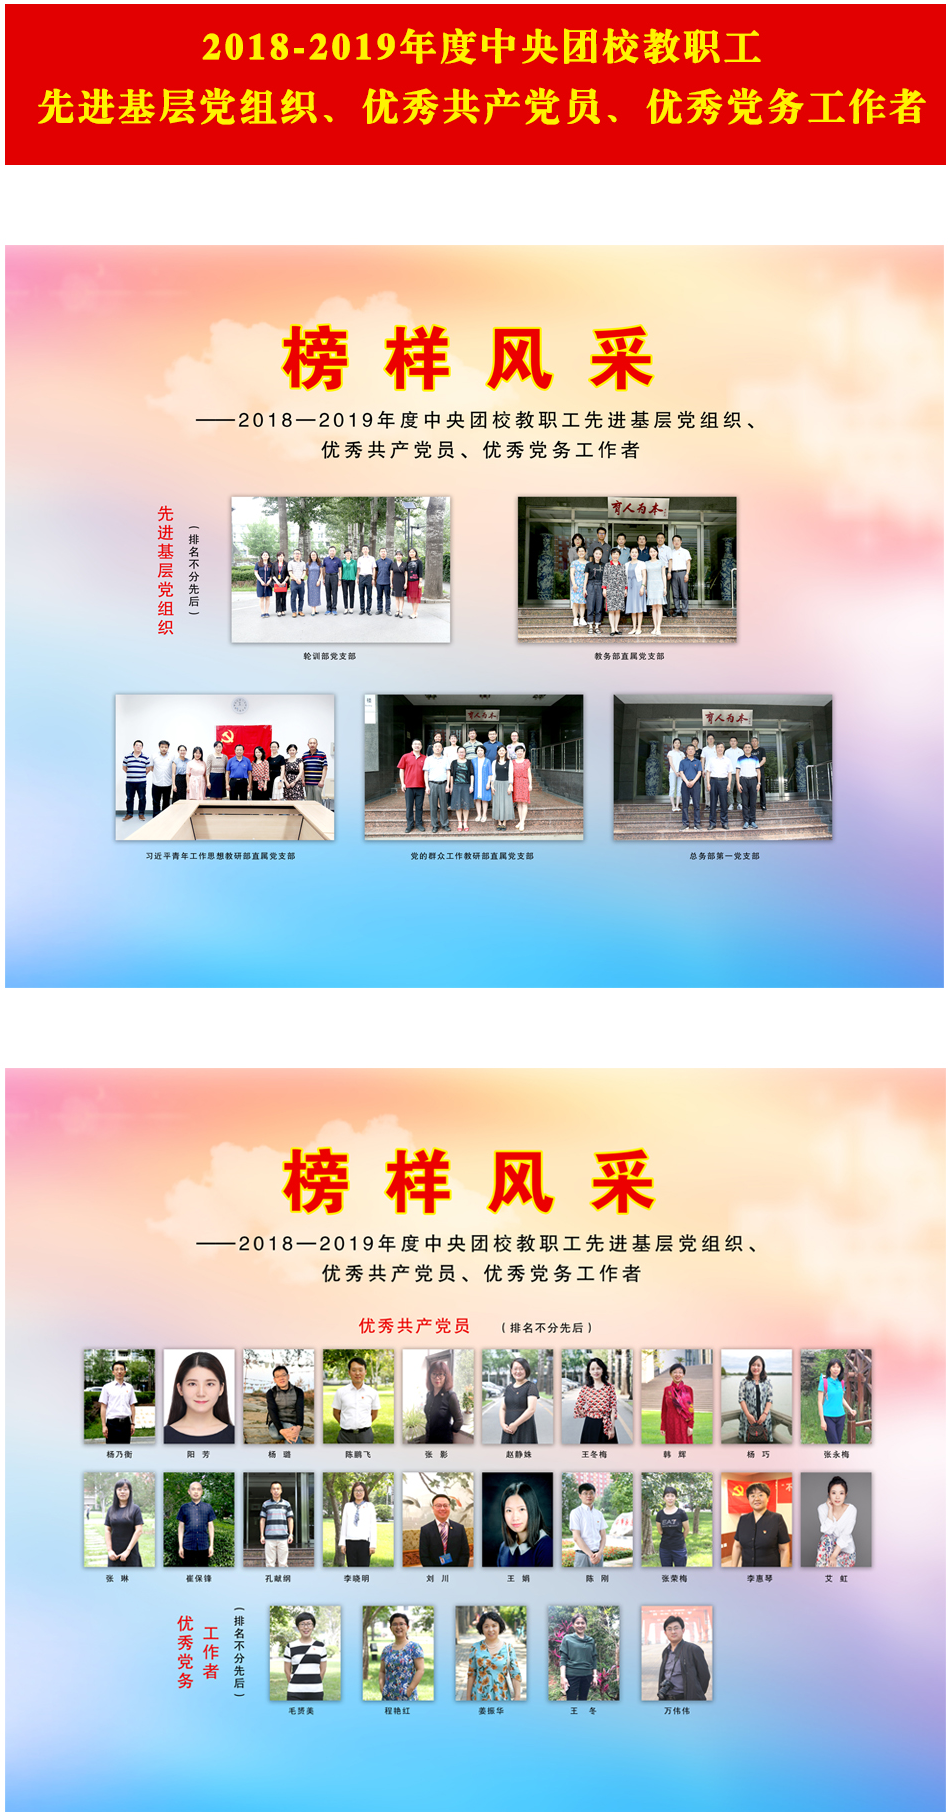 2018-2019年度中央团校教职工
先进基层党组织、优秀共产党员、优秀党务工作者
榜样风采
——2018—2019年度中央团校教职工先进基层党组织、
优秀共产党员、优秀党务工作者
先进基层党组织
（排名不分先后）
育人为本
轮训部党支部
教务部直属党支部
育人为本
育人为本
习近平青年工作思想教研部直属党支部
党的群众工作教研部直属党支部
总务部第一党支部
榜样风采
——2018—2019年度中央团校教职工先进基层党组织、
优秀共产党员、优秀党务工作者
优秀共产党员 （排名不分先后）
杨乃衡 阳 芳 杨 璐 陈鹏飞 张 影 赵静姝 王冬梅 韩 辉 杨 巧 张永梅
张 琳 崔保锋 孔献纲 李晓明 刘 川 王 娟 陈 刚 张荣梅 李惠琴 艾 虹
优秀党务
工作者
（排名不分先后）
毛赟美 程艳红 姜振华 王 冬 万伟伟